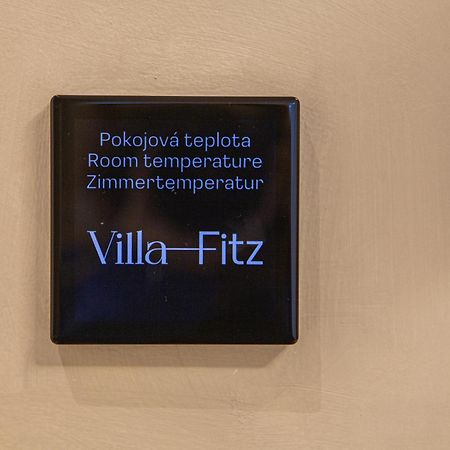 Pokojová teplota
Room temperature
Zimmertemperatur
Villa—Fitz